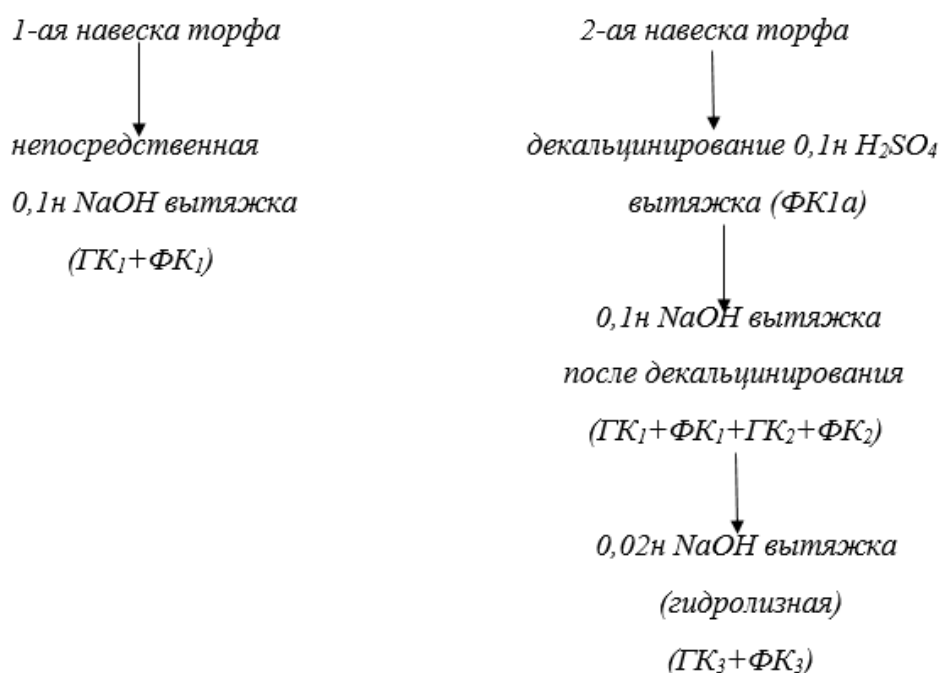 1-ая навеска торфа
непосредственная
0,1н NaOH вытяжка
(ГК₁+ФК₁)
2-ая навеска торфа
декальцинирование 0,1н H₂SO₄
вытяжка (ФК1а)
0,1н NaOH вытяжка
после декальцинирования
(ГК₁+ФК₁+ГК₂+ФК₂)
0,02н NaOH вытяжка
(гидролизная)
(ГК₃+ФК₃)